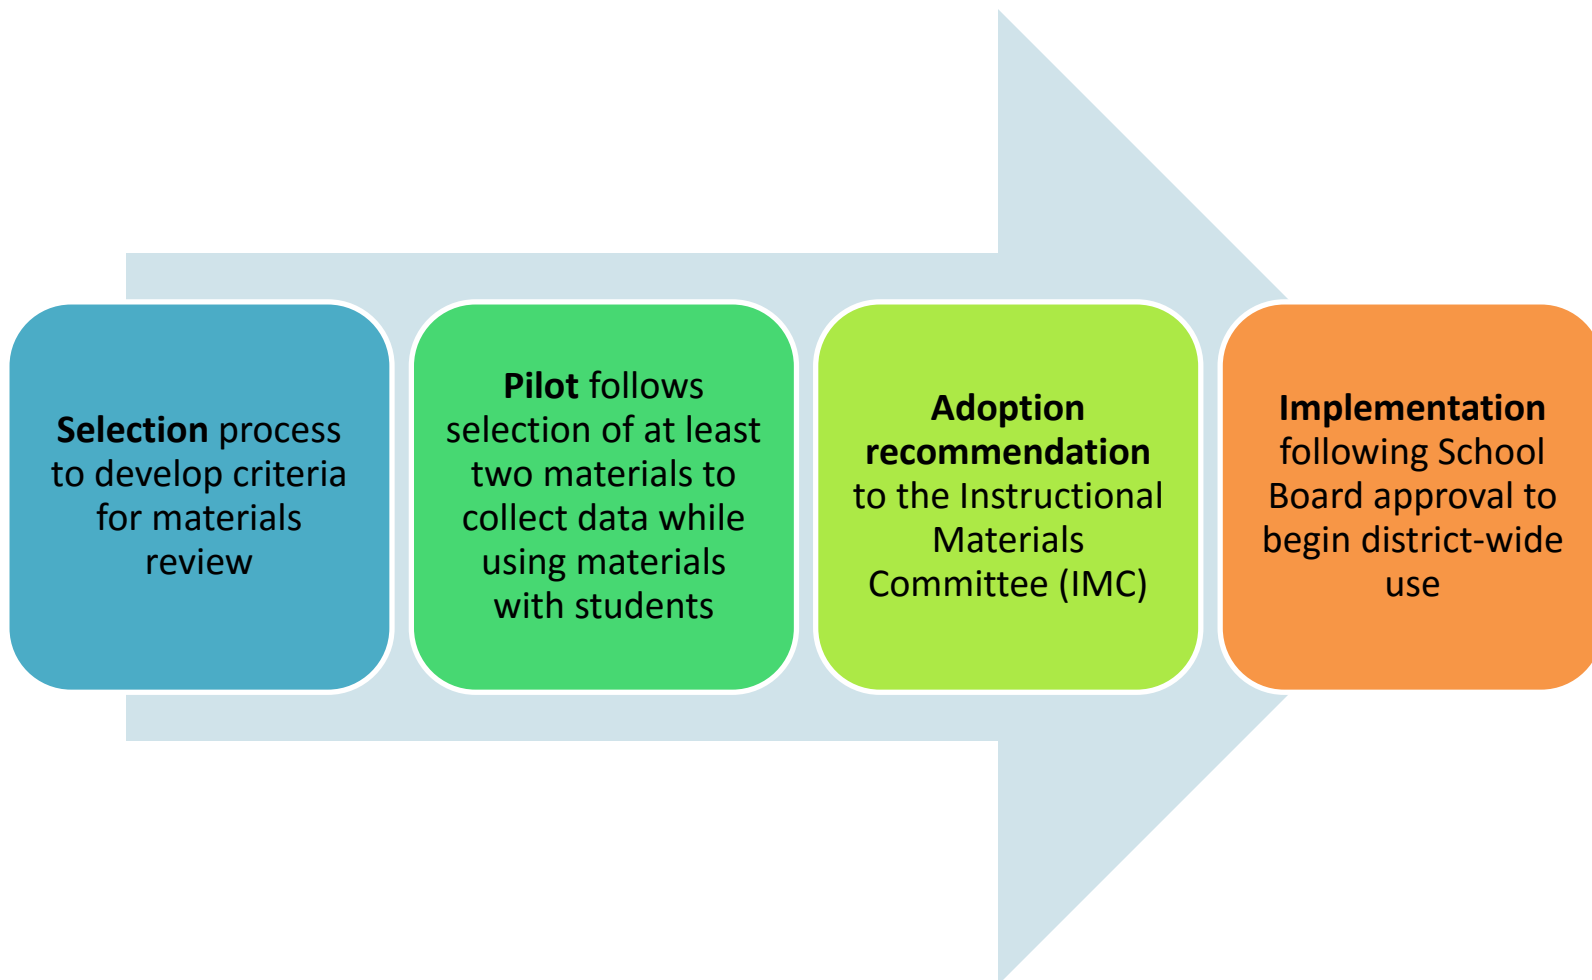 Selection process
to develop criteria
for materials
review
Pilot follows
selection of at least
two materials to
collect data while
using materials
with students
Adoption
recommendation
to the Instructional
Materials
Committee (IMC)
Implementation
following School
Board approval to
begin district-wide
use